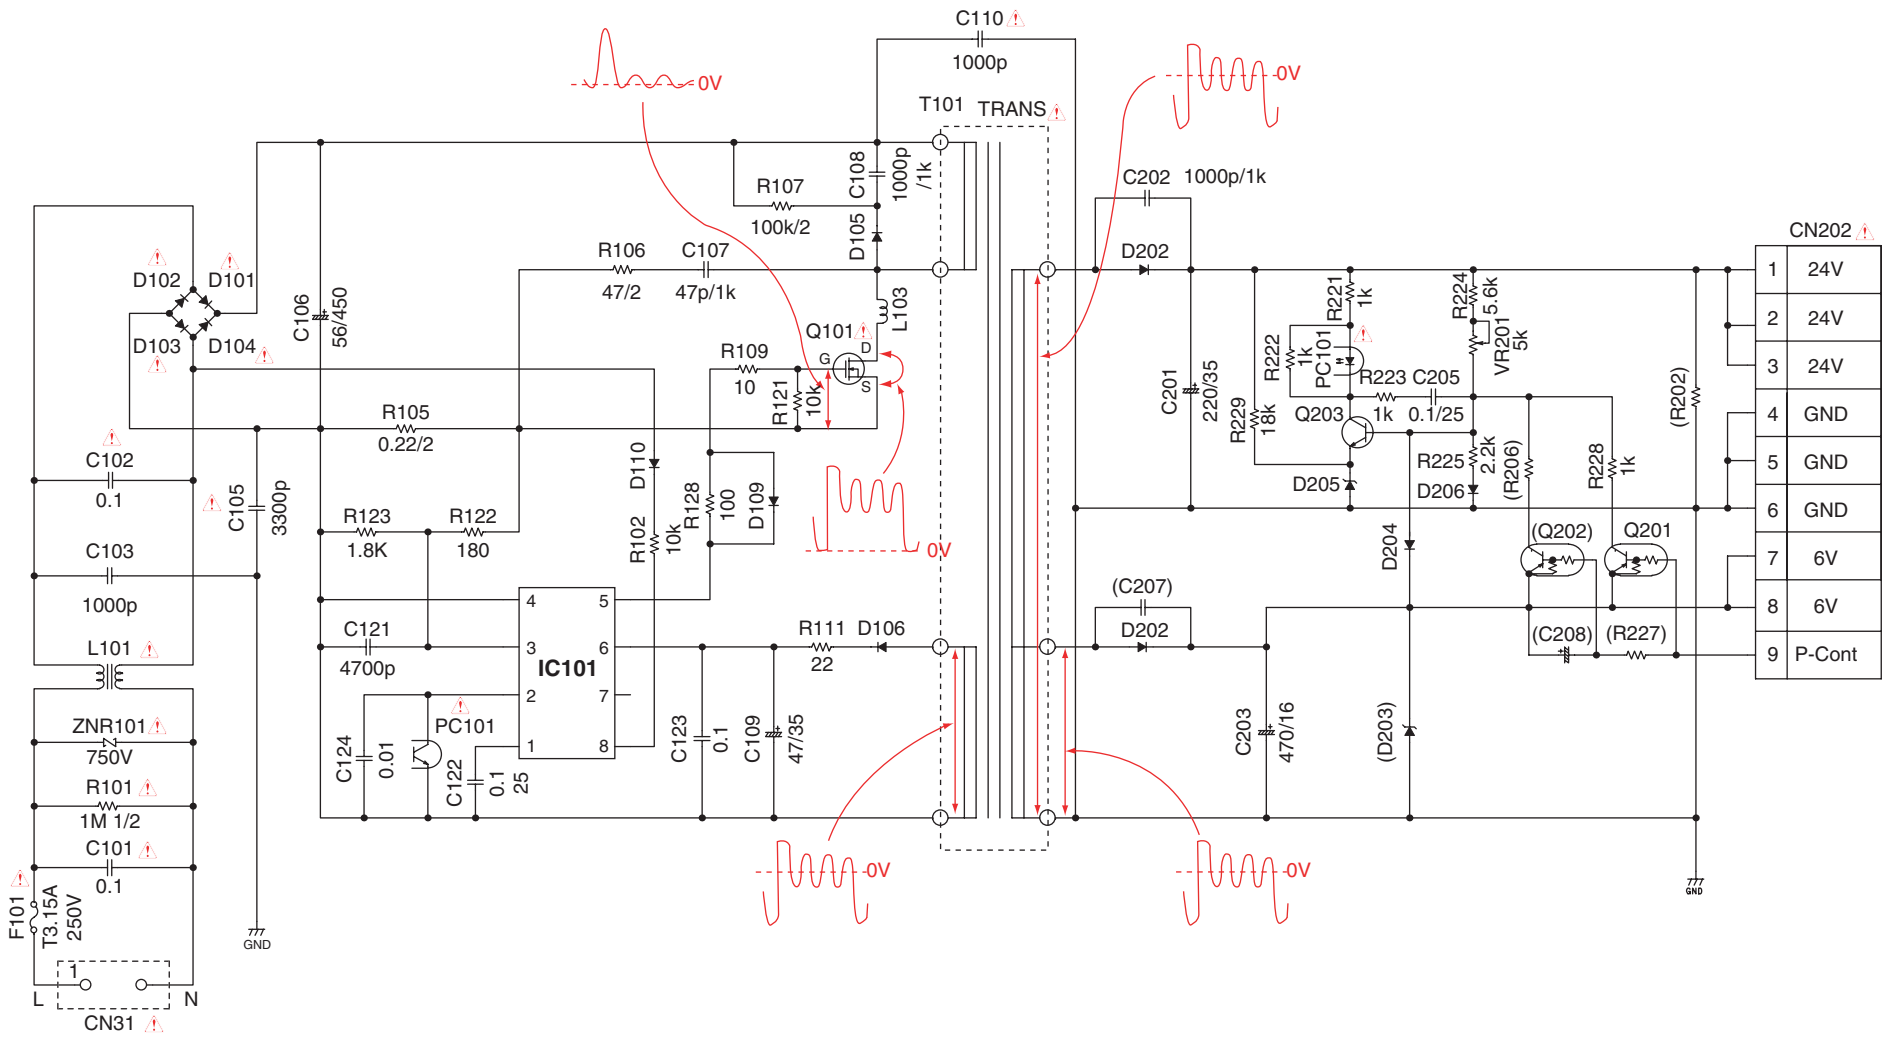 C110
1000p
0V
0V
T101
TRANS
C108
1000p
/1k
R107
100k/2
D105
C202
1000p/1k
CN202
D102
D101
C106
56/450
R106
47/2
C107
47p/1k
L103
D202
1
24V
2
24V
3
24V
4
GND
5
GND
6
GND
7
6V
8
6V
9
P-Cont
R221
1k
R224
5.6k
VR201
5k
D103
D104
Q101
D
G
S
R109
10
R121
10k
R222
1k
PC101
C201
220/35
R229
18k
R223
1k
C205
0.1/25
(R202)
R105
0.22/2
Q203
C102
0.1
C105
3300p
D110
R128
100
D109
R225
2.2k
D206
D205
(R206)
R228
1k
R123
1.8K
R122
180
R102
10k
0V
D204
(Q202)
Q201
C103
1000p
4
5
3
6
2
7
1
8
IC101
C121
4700p
R111
22
D106
(C207)
D202
(C208)
(R227)
L101
PC101
C124
0.01
C122
0.1
25
C123
0.1
C109
47/35
C203
470/16
(D203)
ZNR101
750V
R101
1M 1/2
C101
0.1
F101
T3.15A
250V
0V
0V
GND
GND
1
L
N
CN31